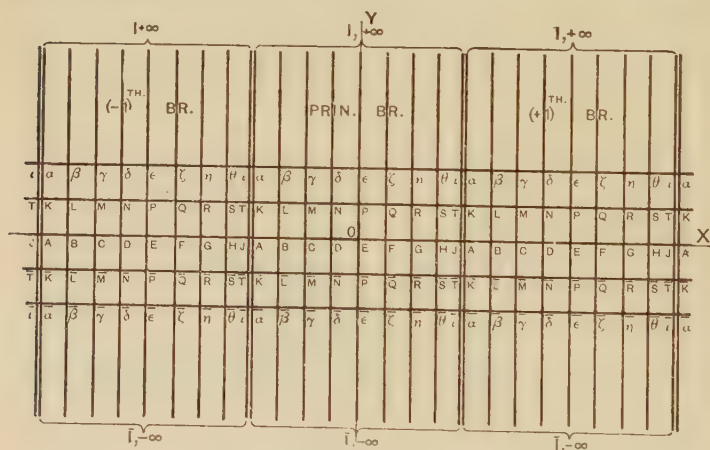 1+∞ 1, +∞ Y 1, +∞
(-1)TH. BR. PRIN. BR. (+1)TH. BR.
ι α β γ δ ε ζ η θ ι α β γ δ ε ζ η θ ι α β γ δ ε ζ η θ ι α
T K L M N P Q R S T K L M N P Q R S T K L M N P Q R S T K
O X
J A B C D E F G H J A B C D E F G H J A B C D E F G H J A
T̄ K̄ L̄ M̄ N̄ P̄ Q̄ R̄ S̄ T̄ K̄ L̄ M̄ N̄ P̄ Q̄ R̄ S̄ T̄ K̄ L̄ M̄ N̄ P̄ Q̄ R̄ S̄ T̄ K̄
ῑ ᾱ β̄ γ̄ δ̄ ε̄ ζ̄ η̄ θ̄ ῑ ᾱ β̄ γ̄ δ̄ ε̄ ζ̄ η̄ θ̄ ῑ ᾱ β̄ γ̄ δ̄ ε̄ ζ̄ η̄ θ̄ ῑ ᾱ
1̄, -∞ 1̄, -∞ 1̄, -∞